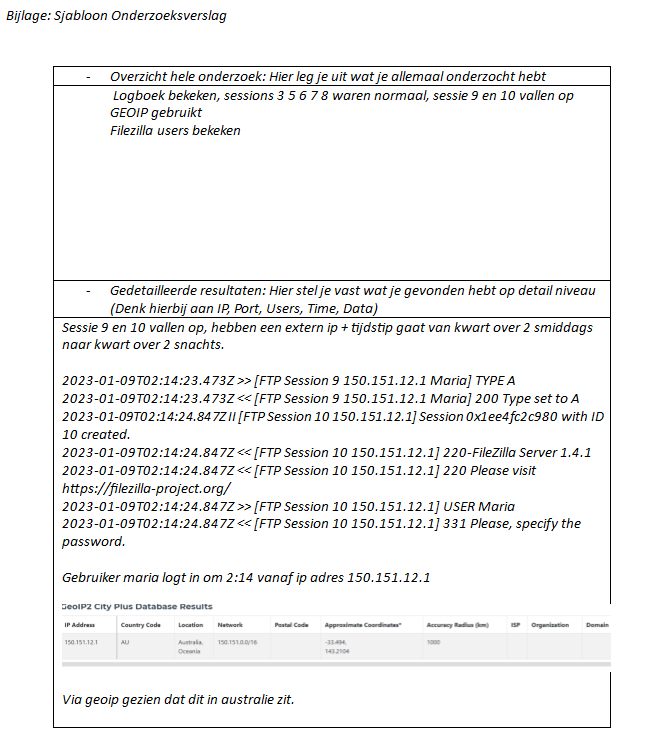 Bijlage: Sjabloon Onderzoeksverslag
- Overzicht hele onderzoek: Hier leg je uit wat je allemaal onderzocht hebt
Logboek bekeken, sessions 3 5 6 7 8 waren normaal, sessie 9 en 10 vallen op
GEOIP gebruikt
Filezilla users bekeken
- Gedetailleerde resultaten: Hier stel je vast wat je gevonden hebt op detail niveau
(Denk hierbij aan IP, Port, Users, Time, Data)
Sessie 9 en 10 vallen op, hebben een extern ip + tijdstip gaat van kwart over 2 smiddags
naar kwart over 2 snachts.
2023-01-09T02:14:23.473Z >> [FTP Session 9 150.151.12.1 Maria] TYPE A
2023-01-09T02:14:23.473Z << [FTP Session 9 150.151.12.1 Maria] 200 Type set to A
2023-01-09T02:14:24.847Z II [FTP Session 10 150.151.12.1] Session 0x1ee4fc2c980 with ID
10 created.
2023-01-09T02:14:24.847Z << [FTP Session 10 150.151.12.1] 220-FileZilla Server 1.4.1
2023-01-09T02:14:24.847Z << [FTP Session 10 150.151.12.1] 220 Please visit
https://filezilla-project.org/
2023-01-09T02:14:24.847Z >> [FTP Session 10 150.151.12.1] USER Maria
2023-01-09T02:14:24.847Z << [FTP Session 10 150.151.12.1] 331 Please, specify the
password.
Gebruiker maria logt in om 2:14 vanaf ip adres 150.151.12.1
GeoIP2 City Plus Database Results
IP Address Country Code Location Network Postal Code Approximate Coordinates* Accuracy Radius (km) ISP Organization Domain
150.151.12.1 AU Australia, 150.151.0.0/16 -33.494, 1000
Oceania 143.2104
Via geoip gezien dat dit in australie zit.